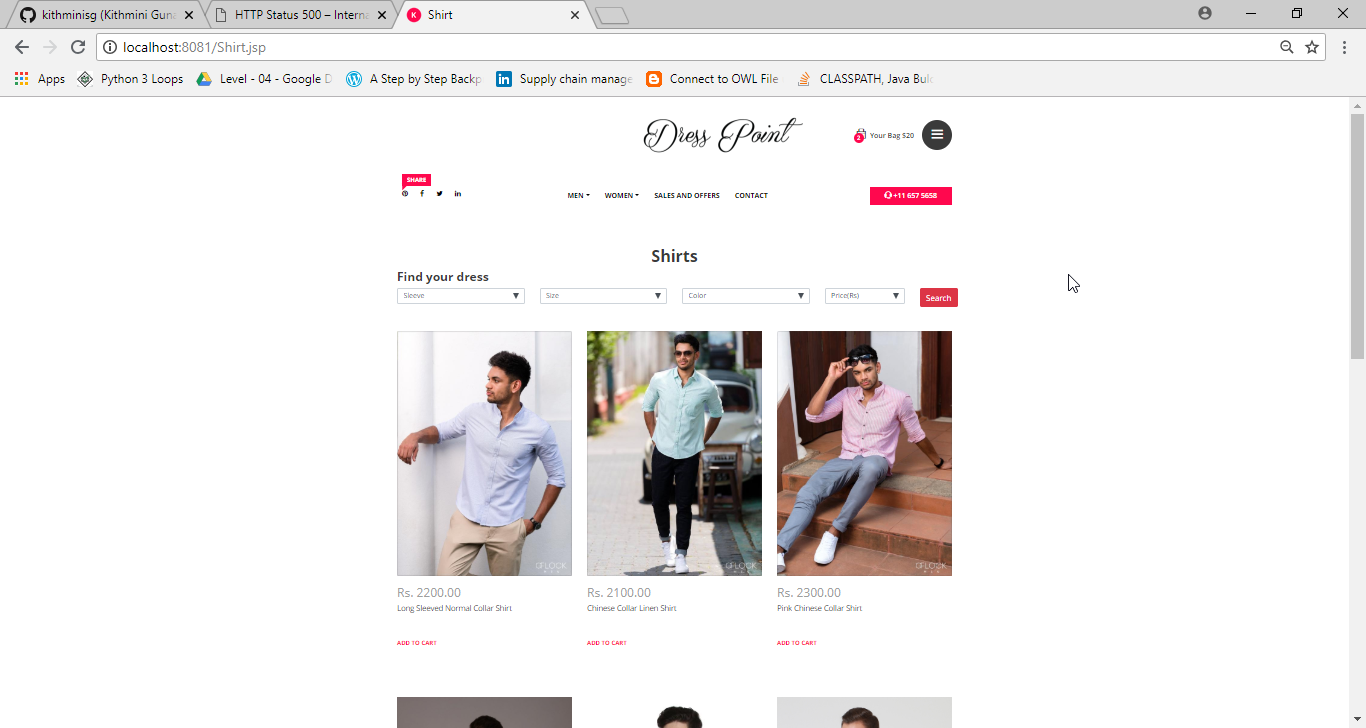 kithminisg (Kithmini Guna
HTTP Status 500 – Interna
K
Shirt
localhost:8081/Shirt.jsp
Apps
Python 3 Loops
Level - 04 - Google D
A Step by Step Backp
in
Supply chain manage
Connect to OWL File
CLASSPATH, Java Buil
Dress Point
2
Your Bag $20
SHARE
MEN
WOMEN
SALES AND OFFERS
CONTACT
+11 657 5658
Shirts
Find your dress
Sleeve
Size
Color
Price(Rs)
Search
GFLOCK
GFLOCK
GFLOCK
Rs. 2200.00
Rs. 2100.00
Rs. 2300.00
Long Sleeved Normal Collar Shirt
Chinese Collar Linen Shirt
Pink Chinese Collar Shirt
ADD TO CART
ADD TO CART
ADD TO CART